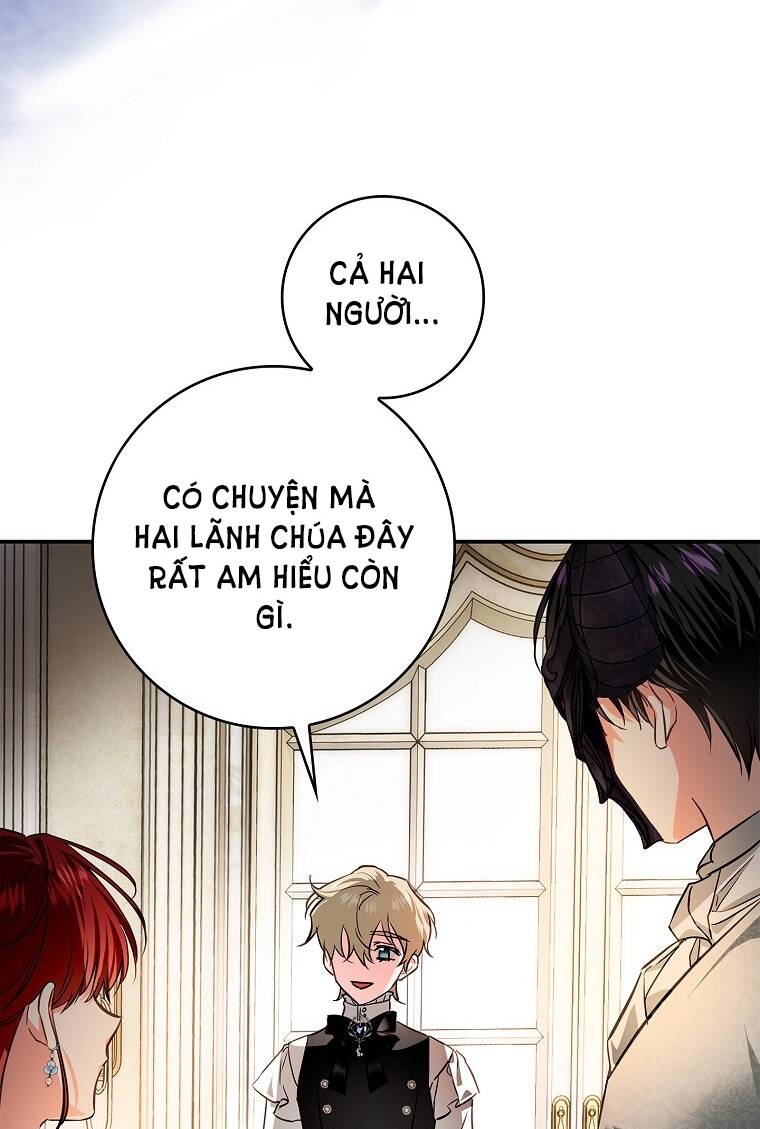 CẢ HAI
NGƯỜI...
CÓ CHUYỆN MÀ
HAI LÃNH CHÚA ĐÂY
RẤT AM HIỂU CÒN
GÌ.